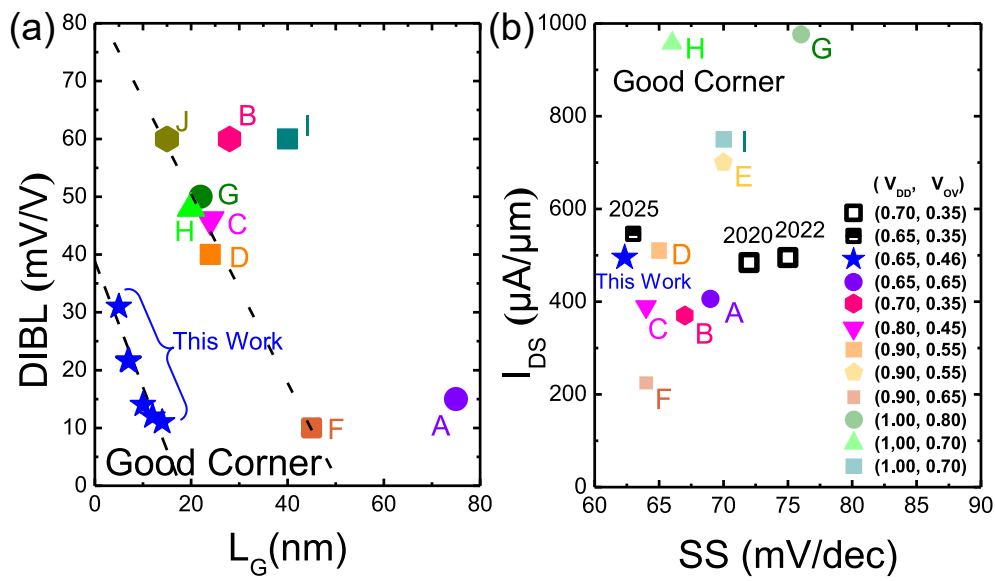 (a)
80
70
60
50
40
30
20
10
0
DIBL (mV/V)
J
B
I
G
H
C
D
This Work
A
F
Good Corner
0
20
40
60
80
L_G(nm)
(b)
1000
800
600
400
200
0
I_DS (μA/μm)
H
G
Good Corner
I
E
2025
2020
2022
D
This Work
C
B
A
F
(V_DD, V_OV)
(0.70, 0.35)
(0.65, 0.35)
(0.65, 0.46)
(0.65, 0.65)
(0.70, 0.35)
(0.80, 0.45)
(0.90, 0.55)
(0.90, 0.55)
(0.90, 0.65)
(1.00, 0.80)
(1.00, 0.70)
(1.00, 0.70)
60
65
70
75
80
85
90
SS (mV/dec)